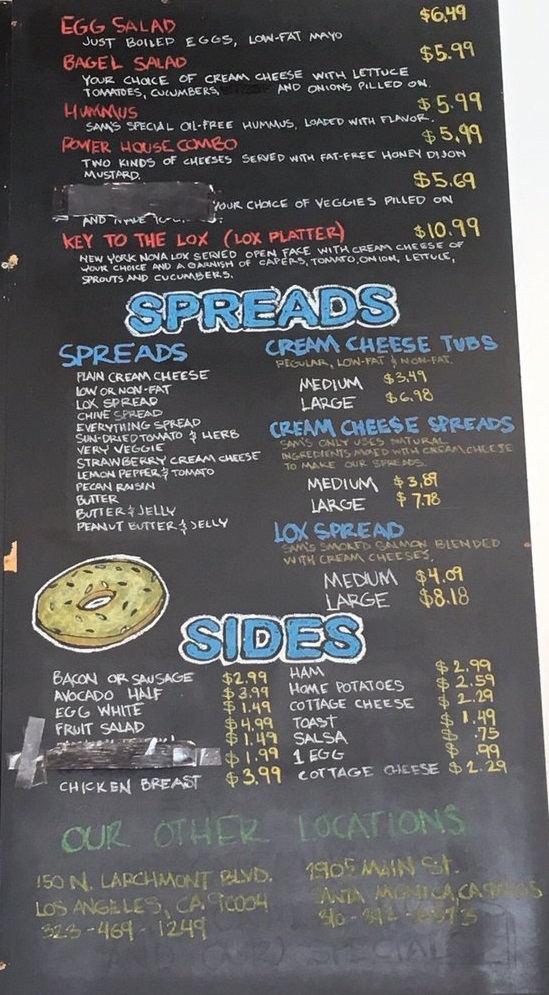 EGG SALAD $6.49
JUST BOILED EGGS, LOW-FAT MAYO
BAGEL SALAD $5.99
YOUR CHOICE OF CREAM CHEESE WITH LETTUCE
TOMATOES, CUCUMBERS, AND ONIONS PILLED ON.
HUMMUS $5.99
SAM'S SPECIAL OIL-FREE HUMMUS, LOADED WITH FLAVOR.
POWER HOUSE COMBO $5.99
TWO KINDS OF CHEESES SERVED WITH FAT-FREE HONEY DIJON
MUSTARD.
$5.69
YOUR CHOICE OF VEGGIES PILLED ON
AND
KEY TO THE LOX (LOX PLATTER) $10.99
NEW YORK NOVA LOX SERVED OPEN FACE WITH CREAM CHEESE OF
YOUR CHOICE AND A GARNISH OF CAPERS, TOMATO, ONION, LETTUCE,
SPROUTS AND CUCUMBERS.
SPREADS
SPREADS
PLAIN CREAM CHEESE
LOW OR NON-FAT
LOX SPREAD
CHIVE SPREAD
EVERYTHING SPREAD
SUN-DRIED TOMATO & HERB
VERY VEGGIE
STRAWBERRY CREAM CHEESE
LEMON PEPPER & TOMATO
PECAN RAISIN
BUTTER
BUTTER & JELLY
PEANUT BUTTER & JELLY
CREAM CHEESE TUBS
REGULAR, LOW-FAT & NON-FAT.
MEDIUM $3.49
LARGE $6.98
CREAM CHEESE SPREADS
SAM'S ONLY USES NATURAL
INGREDIENTS MIXED WITH CREAM CHEESE
TO MAKE OUR SPREADS.
MEDIUM $3.89
LARGE $7.78
LOX SPREAD
SAM'S SMOKED SALMON BLENDED
WITH CREAM CHEESES.
MEDIUM $4.09
LARGE $8.18
SIDES
BACON OR SAUSAGE $2.99
AVOCADO HALF $3.99
EGG WHITE $1.49
FRUIT SALAD $4.99
$1.49
$1.99
CHICKEN BREAST $3.99
HAM $2.99
HOME POTATOES $2.59
COTTAGE CHEESE $2.29
TOAST $1.49
SALSA $.75
1 EGG $.99
COTTAGE CHEESE $2.29
OUR OTHER LOCATIONS
150 N. LARCHMONT BLVD.
LOS ANGELES, CA. 90004
323-469-1249
1905 MAIN St.
SANTA MONICA, CA